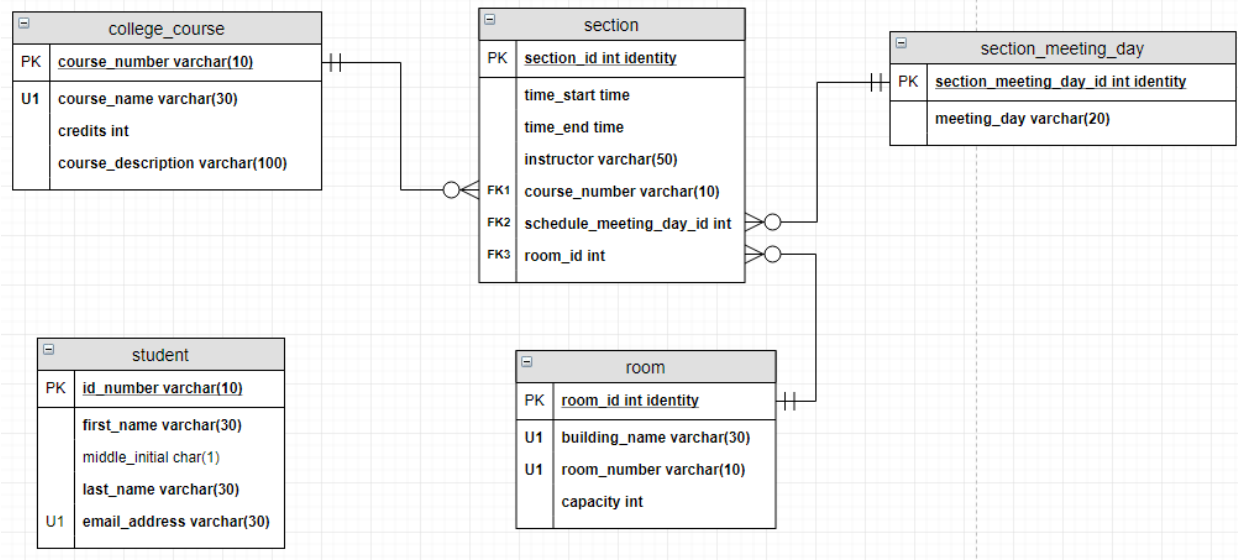 college_course
PK course_number varchar(10)
U1 course_name varchar(30)
credits int
course_description varchar(100)
section
PK section_id int identity
time_start time
time_end time
instructor varchar(50)
FK1 course_number varchar(10)
FK2 schedule_meeting_day_id int
FK3 room_id int
section_meeting_day
PK section_meeting_day_id int identity
meeting_day varchar(20)
student
PK id_number varchar(10)
first_name varchar(30)
middle_initial char(1)
last_name varchar(30)
U1 email_address varchar(30)
room
PK room_id int identity
U1 building_name varchar(30)
U1 room_number varchar(10)
capacity int